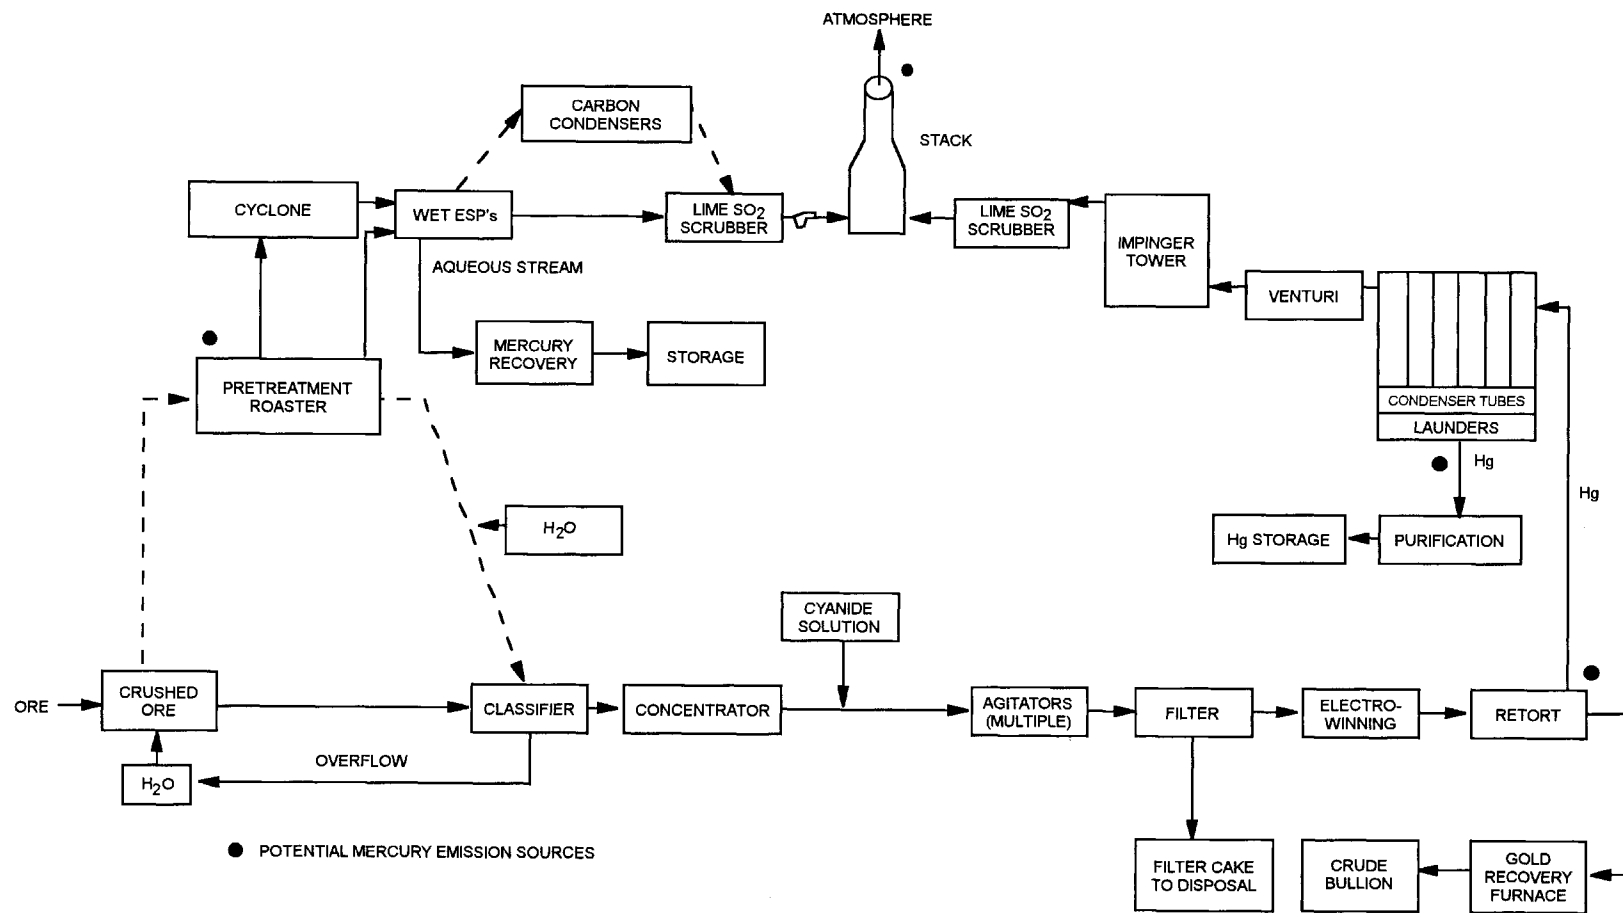 ATMOSPHERE
CARBON
CONDENSERS
STACK
CYCLONE
WET ESP's
LIME SO2
SCRUBBER
LIME SO2
SCRUBBER
IMPINGER
TOWER
AQUEOUS STREAM
VENTURI
MERCURY
RECOVERY
STORAGE
PRETREATMENT
ROASTER
CONDENSER TUBES
LAUNDERS
Hg
Hg
H2O
Hg STORAGE
PURIFICATION
CYANIDE
SOLUTION
ORE
CRUSHED
ORE
CLASSIFIER
CONCENTRATOR
AGITATORS
(MULTIPLE)
FILTER
ELECTRO-
WINNING
RETORT
OVERFLOW
H2O
POTENTIAL MERCURY EMISSION SOURCES
FILTER CAKE
TO DISPOSAL
CRUDE
BULLION
GOLD
RECOVERY
FURNACE